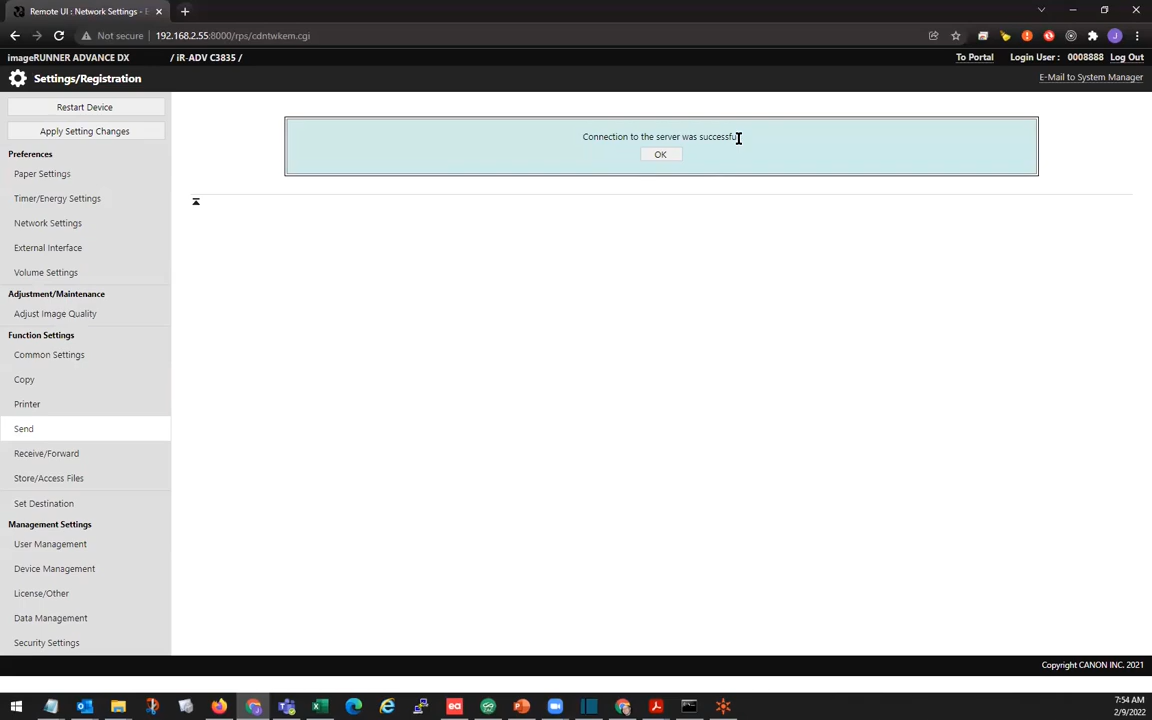 Remote UI : Network Settings - E
Not secure
192.168.2.55:8000/rps/cdntwkem.cgi
J
imageRUNNER ADVANCE DX / iR-ADV C3835 /
To Portal Login User : 0008888 Log Out
Settings/Registration
E-Mail to System Manager
Restart Device
Apply Setting Changes
Preferences
Paper Settings
Timer/Energy Settings
Network Settings
External Interface
Volume Settings
Adjustment/Maintenance
Adjust Image Quality
Function Settings
Common Settings
Copy
Printer
Send
Receive/Forward
Store/Access Files
Set Destination
Management Settings
User Management
Device Management
License/Other
Data Management
Security Settings
Connection to the server was successful
OK
Copyright CANON INC. 2021
ea
7:54 AM
2/9/2022